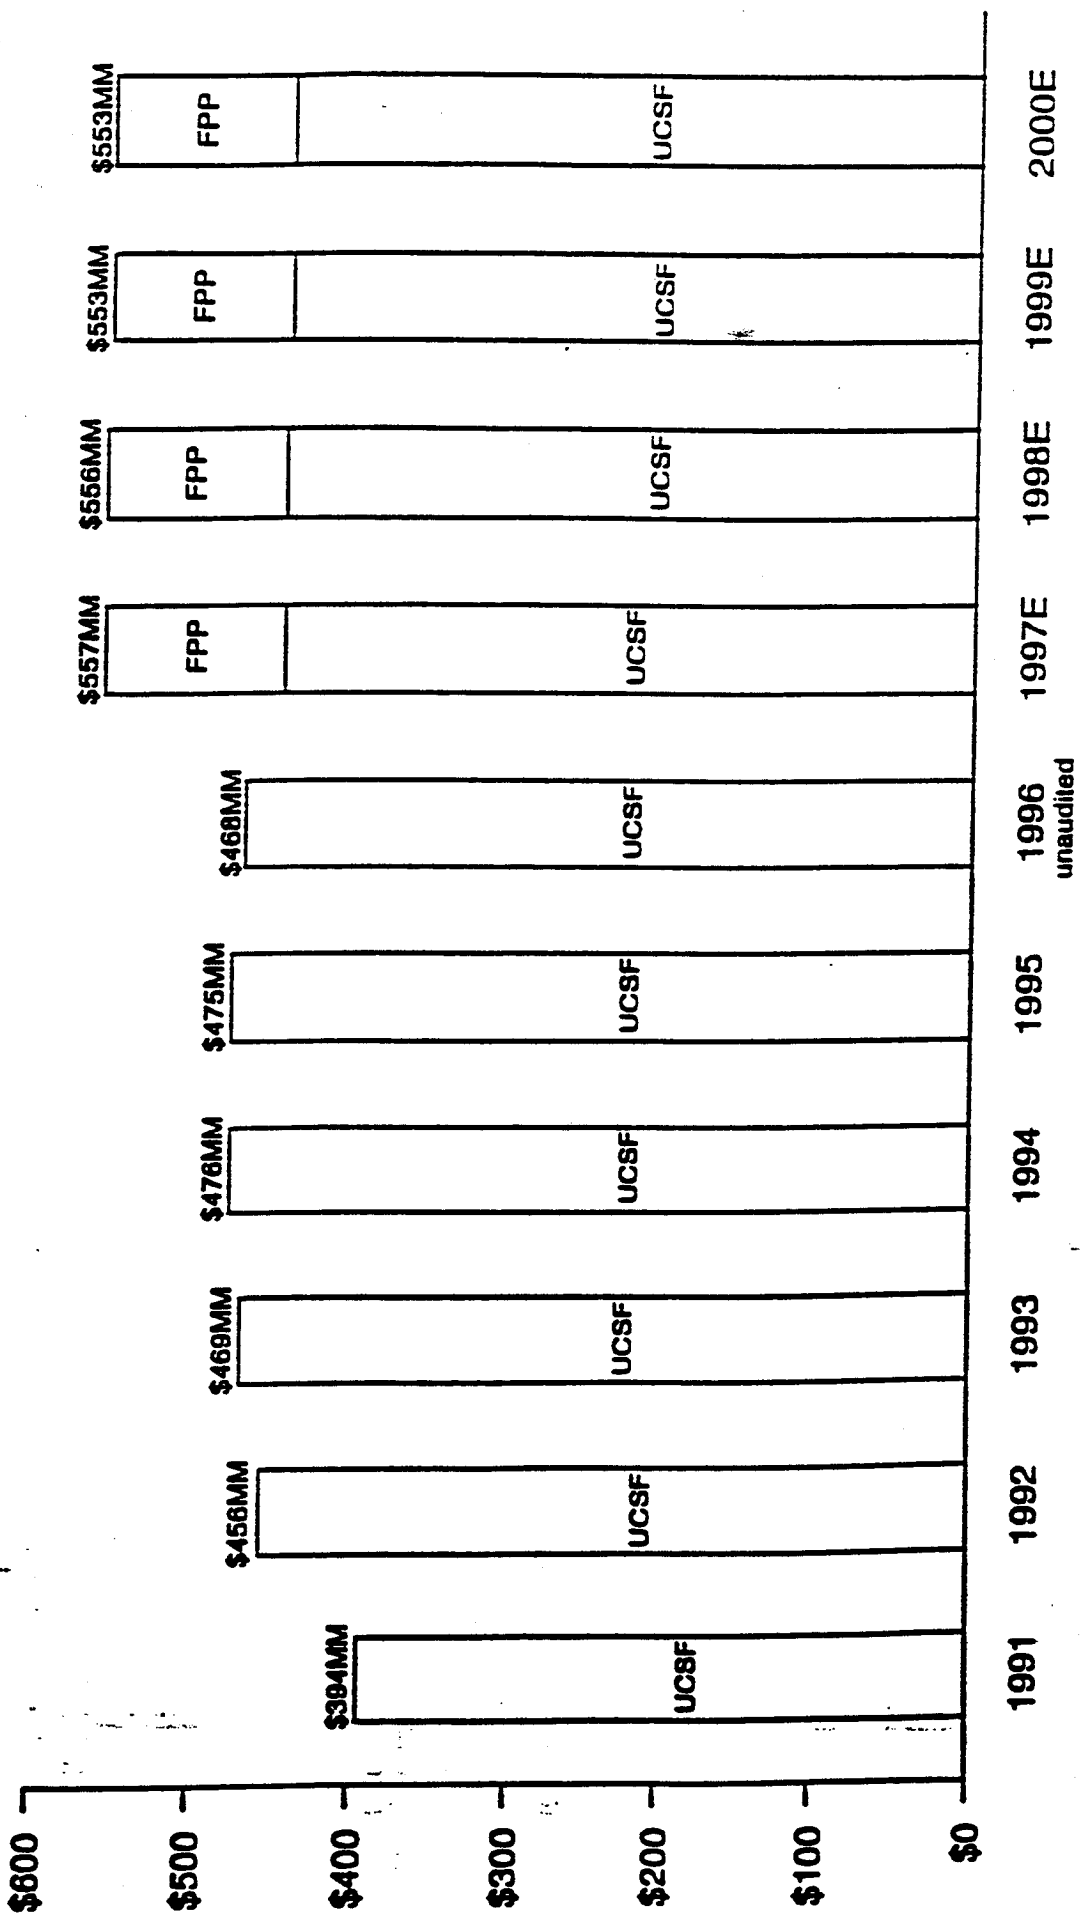 $600
$500
$400
$300
$200
$100
$0
$394MM
UCSF
1991
$456MM
UCSF
1992
$469MM
UCSF
1993
$476MM
UCSF
1994
$475MM
UCSF
1995
$468MM
UCSF
1996
unaudited
$557MM
FPP
UCSF
1997E
$556MM
FPP
UCSF
1998E
$553MM
FPP
UCSF
1999E
$553MM
FPP
UCSF
2000E